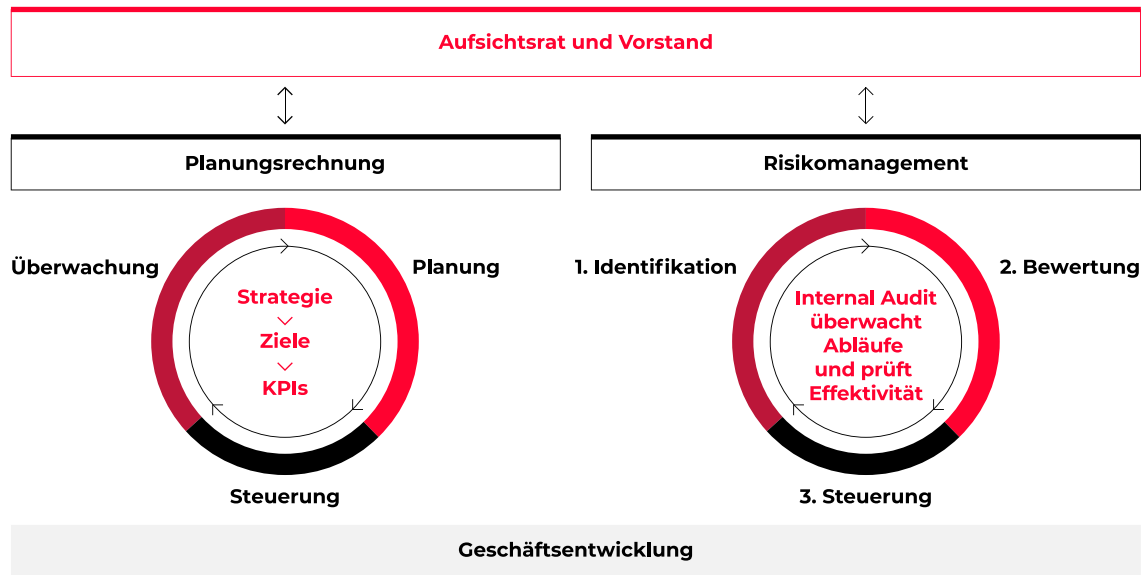 Aufsichtsrat und Vorstand
Planungsrechnung
Risikomanagement
Überwachung
Planung
Strategie
Ziele
KPIs
Steuerung
1. Identifikation
2. Bewertung
Internal Audit
überwacht
Abläufe
und prüft
Effektivität
3. Steuerung
Geschäftsentwicklung